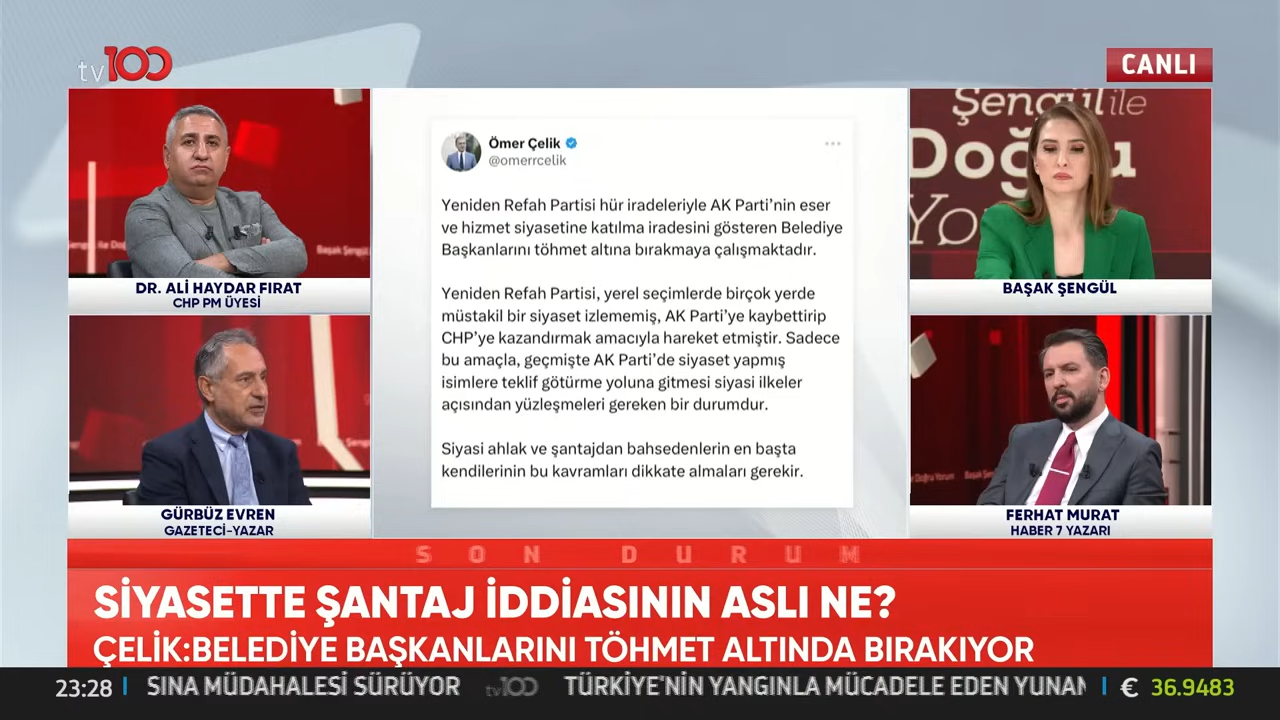 tv100
CANLI
Şengül ile
Doğru
Yo
Ömer Çelik
@omerrcelik
Yeniden Refah Partisi hür iradeleriyle AK Parti'nin eser
ve hizmet siyasetine katılma iradesini gösteren Belediye
Başkanlarını töhmet altına bırakmaya çalışmaktadır.
Yeniden Refah Partisi, yerel seçimlerde birçok yerde
müstakil bir siyaset izlememiş, AK Parti'ye kaybettirip
CHP'ye kazandırmak amacıyla hareket etmiştir. Sadece
bu amaçla, geçmişte AK Parti'de siyaset yapmış
isimlere teklif götürme yoluna gitmesi siyasi ilkeler
açısından yüzleşmeleri gereken bir durumdur.
Siyasi ahlak ve şantajdan bahsedenlerin en başta
kendilerinin bu kavramları dikkate almaları gerekir.
DR. ALİ HAYDAR FIRAT
CHP PM ÜYESİ
BAŞAK ŞENGÜL
GÜRBÜZ EVREN
GAZETECİ-YAZAR
FERHAT MURAT
HABER 7 YAZARI
SON DURUM
SİYASETTE ŞANTAJ İDDİASININ ASLI NE?
ÇELİK:BELEDİYE BAŞKANLARINI TÖHMET ALTINDA BIRAKIYOR
23:28 SINA MÜDAHALESİ SÜRÜYOR tv100 TÜRKİYE'NİN YANGINLA MÜCADELE EDEN YUNAN € 36.9483